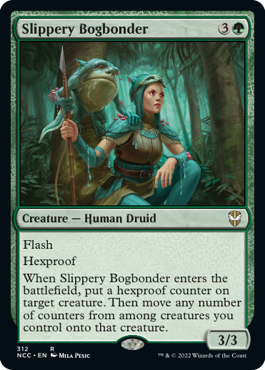 Slippery Bogbonder 3
Creature — Human Druid
Flash
Hexproof
When Slippery Bogbonder enters the
battlefield, put a hexproof counter on
target creature. Then move any number
of counters from among creatures you
control onto that creature.
3/3
312 R
NCC • EN Mila Pesic
™ & © 2022 Wizards of the Coast